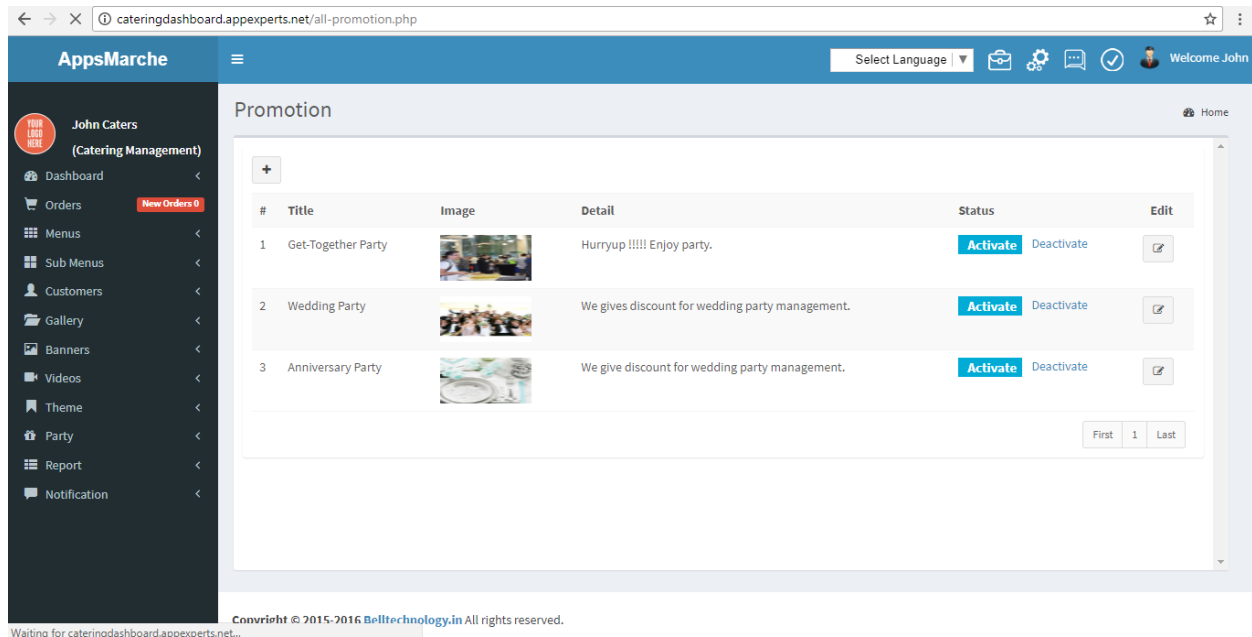 cateringdashboard.appexperts.net/all-promotion.php
AppsMarche
Select Language
Welcome John
YOUR
LOGO
HERE
John Caters
(Catering Management)
Promotion
Home
Dashboard
Orders
New Orders 0
Menus
Sub Menus
Customers
Gallery
Banners
Videos
Theme
Party
Report
Notification
+
# Title Image Detail Status Edit
1 Get-Together Party Hurryup !!!!! Enjoy party. Activate Deactivate
2 Wedding Party We gives discount for wedding party management. Activate Deactivate
3 Anniversary Party We give discount for wedding party management. Activate Deactivate
First 1 Last
Copyright © 2015-2016 Belltechnology.in All rights reserved.
Waiting for cateringdashboard.appexperts.net...